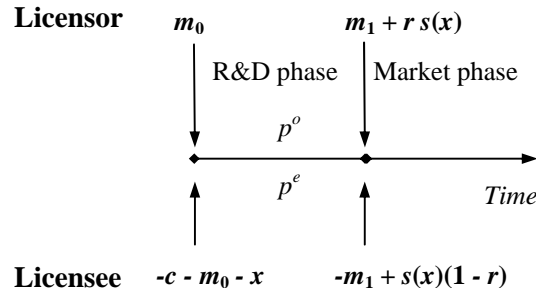 Licensor m0 m1 + r s(x)
R&D phase Market phase
p^o
p^e
Time
Licensee -c - m0 - x -m1 + s(x)(1 - r)